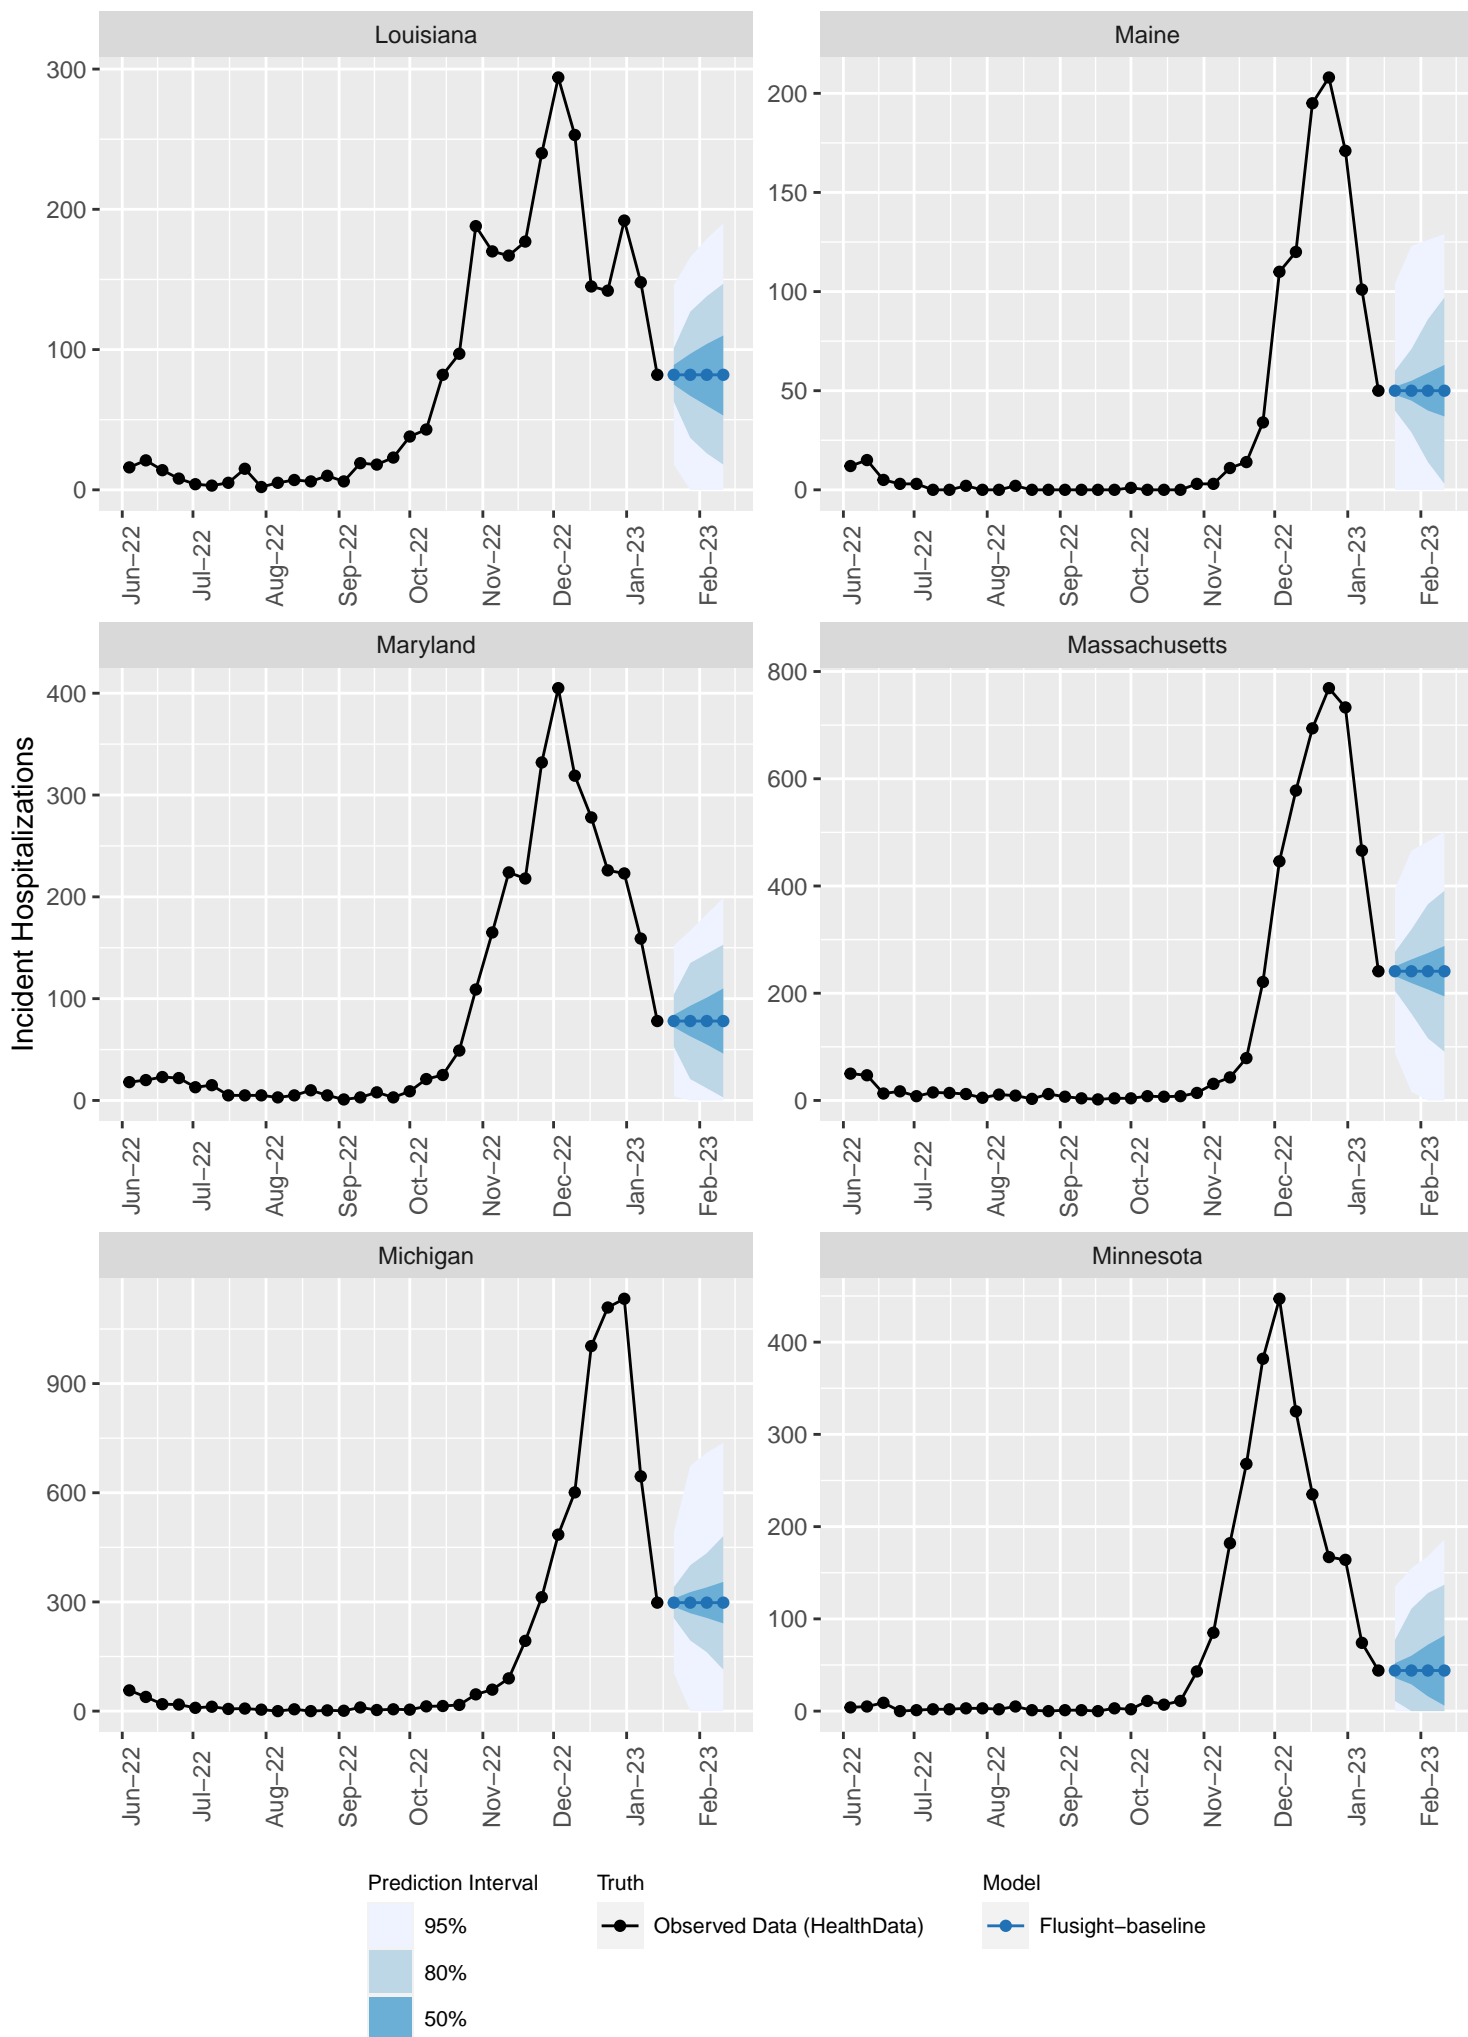 Louisiana
Maine
300
200
100
0
200
150
100
50
0
Jun−22
Jul−22
Aug−22
Sep−22
Oct−22
Nov−22
Dec−22
Jan−23
Feb−23
Jun−22
Jul−22
Aug−22
Sep−22
Oct−22
Nov−22
Dec−22
Jan−23
Feb−23
Incident Hospitalizations
Maryland
Massachusetts
400
300
200
100
0
800
600
400
200
0
Jun−22
Jul−22
Aug−22
Sep−22
Oct−22
Nov−22
Dec−22
Jan−23
Feb−23
Jun−22
Jul−22
Aug−22
Sep−22
Oct−22
Nov−22
Dec−22
Jan−23
Feb−23
Michigan
Minnesota
900
600
300
0
400
300
200
100
0
Jun−22
Jul−22
Aug−22
Sep−22
Oct−22
Nov−22
Dec−22
Jan−23
Feb−23
Jun−22
Jul−22
Aug−22
Sep−22
Oct−22
Nov−22
Dec−22
Jan−23
Feb−23
Prediction Interval
95%
80%
50%
Truth
Observed Data (HealthData)
Model
Flusight−baseline